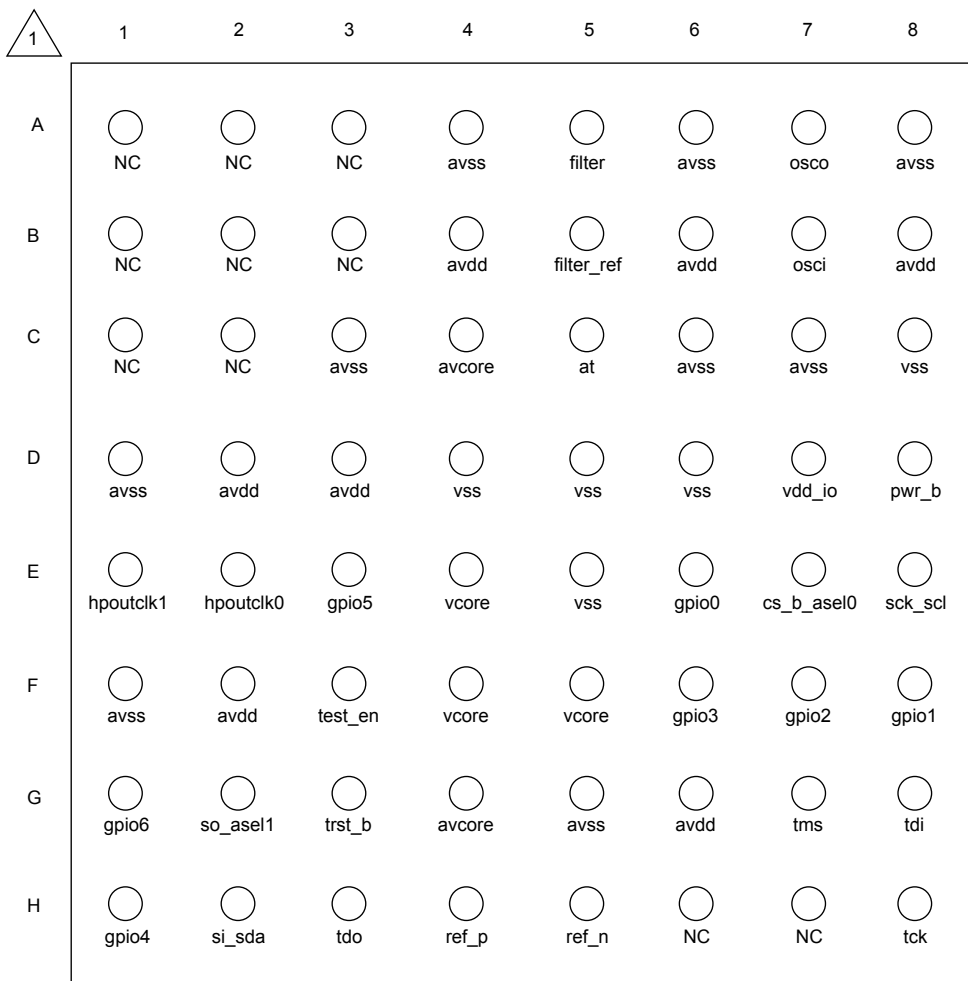 1 1 2 3 4 5 6 7 8
A
NC NC NC avss filter avss osco avss
B
NC NC NC avdd filter_ref avdd osci avdd
C
NC NC avss avcore at avss avss vss
D
avss avdd avdd vss vss vss vdd_io pwr_b
E
hpoutclk1 hpoutclk0 gpio5 vcore vss gpio0 cs_b_asel0 sck_scl
F
avss avdd test_en vcore vcore gpio3 gpio2 gpio1
G
gpio6 so_asel1 trst_b avcore avss avdd tms tdi
H
gpio4 si_sda tdo ref_p ref_n NC NC tck